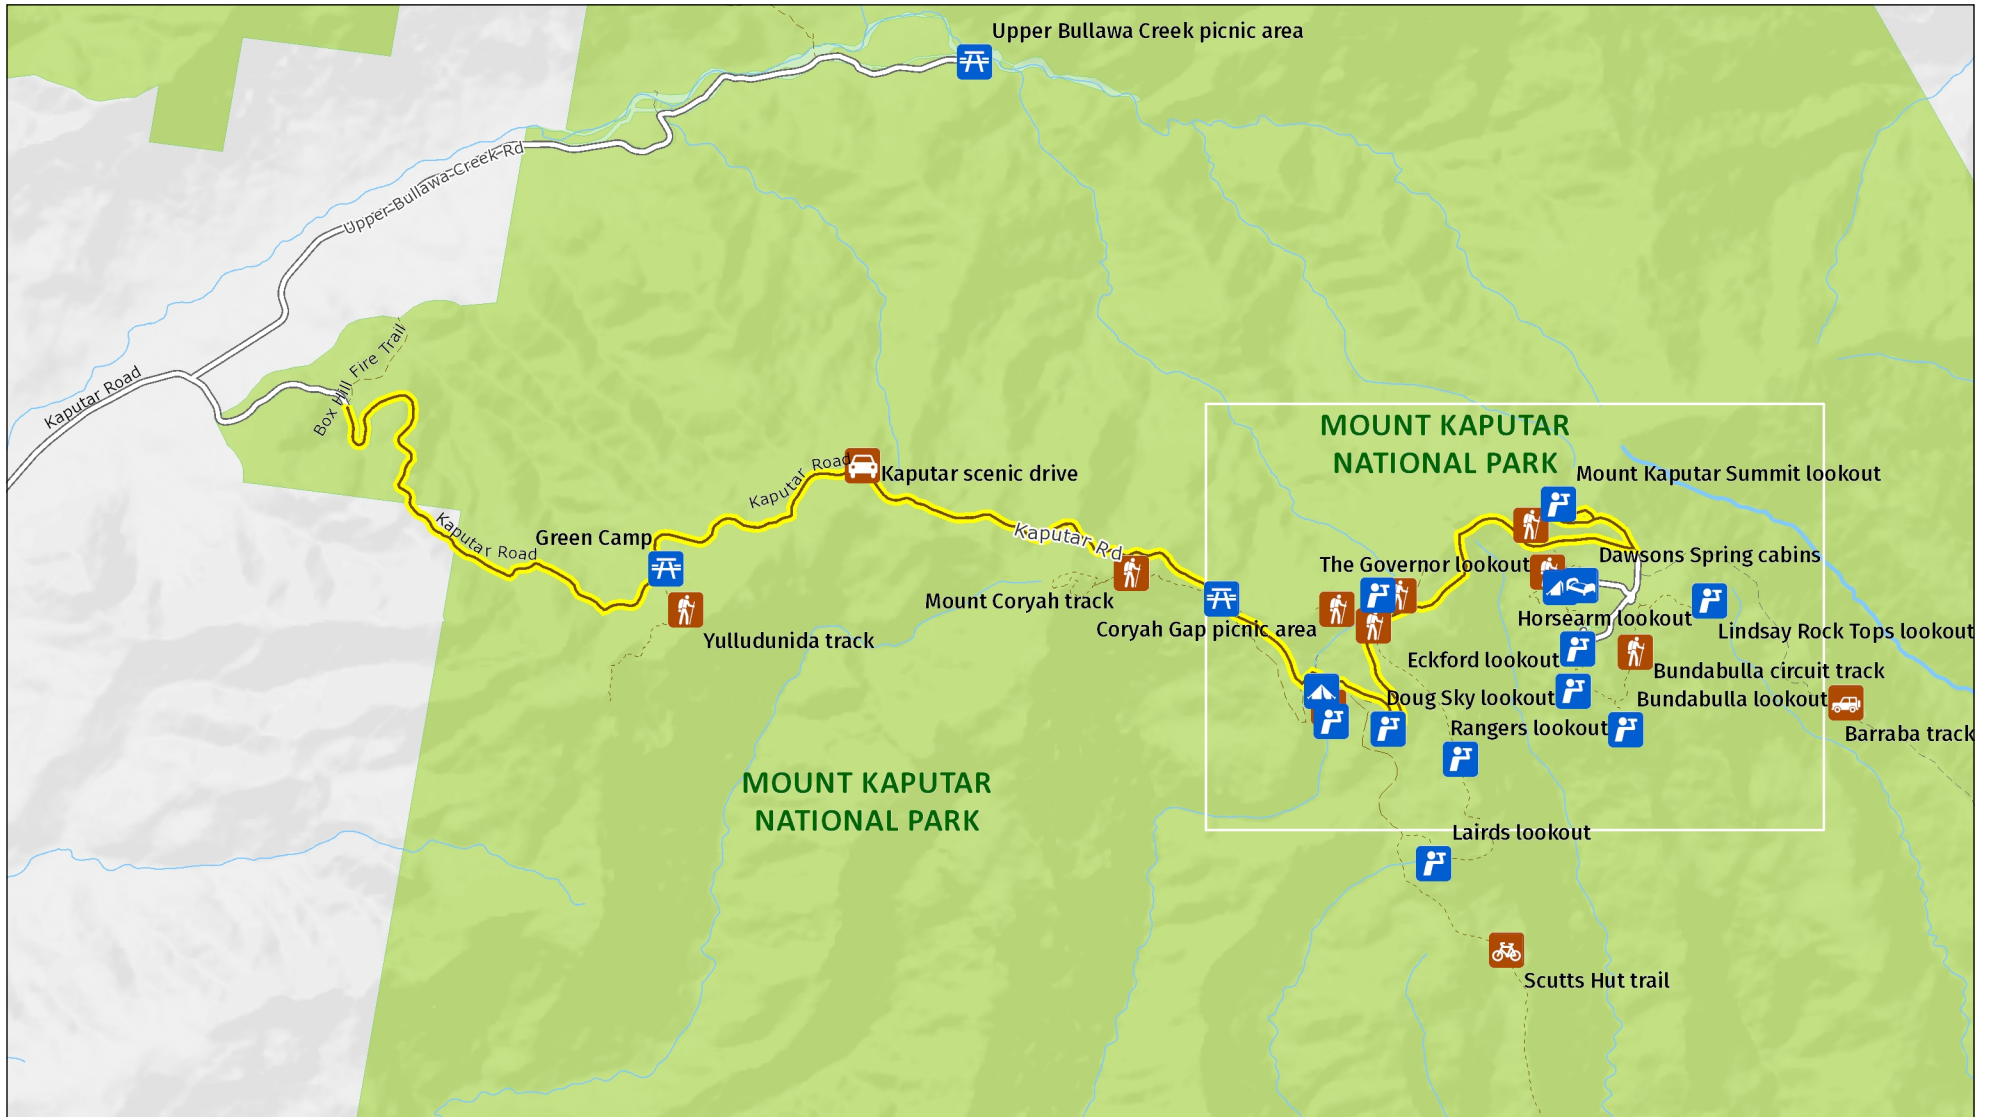 Upper Bullawa Creek picnic area
Upper-Bullawa-Creek-Rd
Kaputar Road
Box Hill Fire Trail
MOUNT KAPUTAR
NATIONAL PARK
Kaputar Road
Kaputar scenic drive
Mount Kaputar Summit lookout
Kaputar Road
Green Camp
Kaputar Rd
Dawsons Spring cabins
The Governor lookout
Mount Coryah track
Horsearm lookout
Coryah Gap picnic area
Lindsay Rock Tops lookout
Yulludunida track
Eckford lookout
Bundabulla circuit track
Doug Sky lookout
Bundabulla lookout
Rangers lookout
Barraba track
MOUNT KAPUTAR
NATIONAL PARK
Lairds lookout
Scutts Hut trail